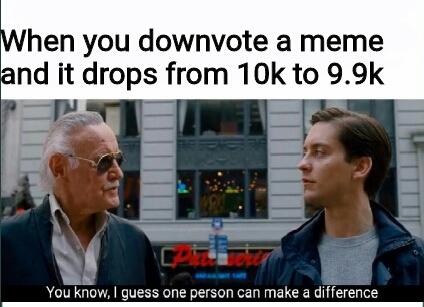 When you downvote a meme
and it drops from 10k to 9.9k
You know, I guess one person can make a difference